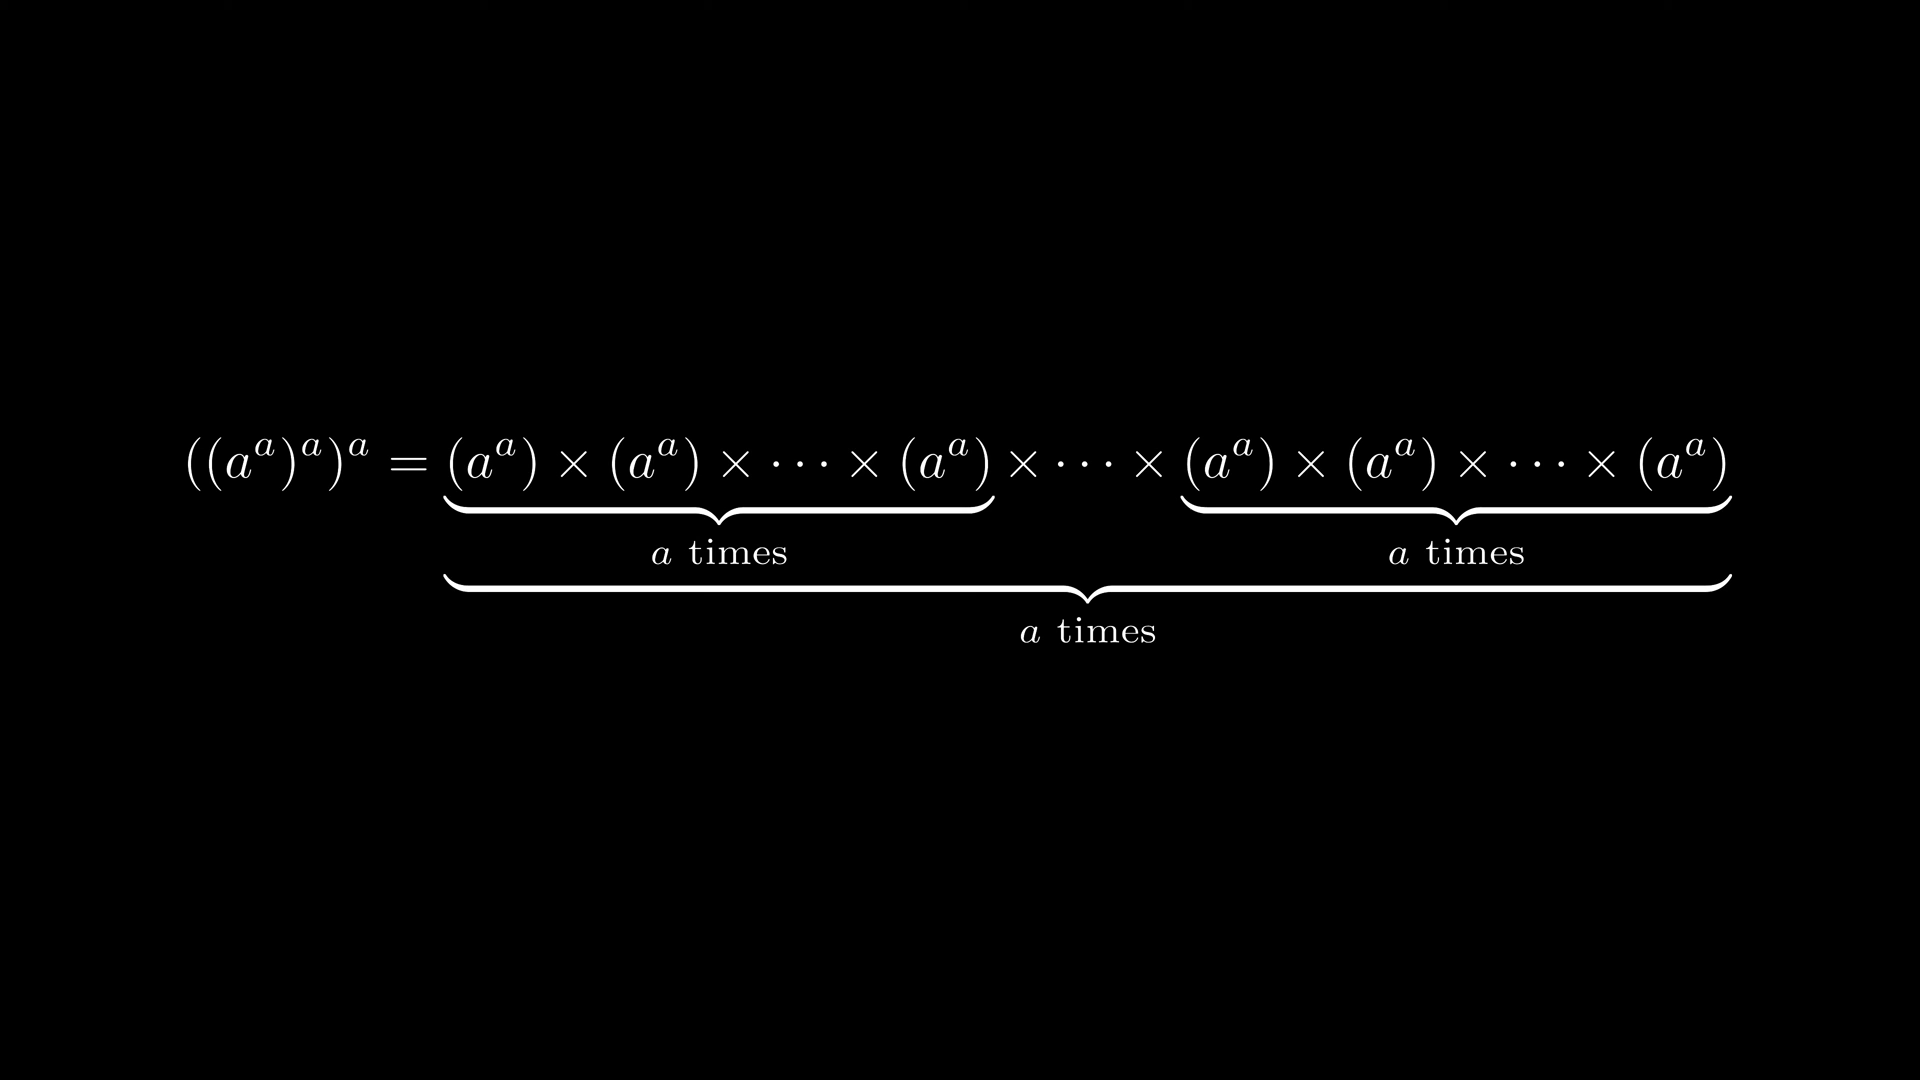 ((a^a)^a)^a = (a^a) × (a^a) × ⋯ × (a^a) × ⋯ × (a^a) × (a^a) × ⋯ × (a^a)
a times a times
a times